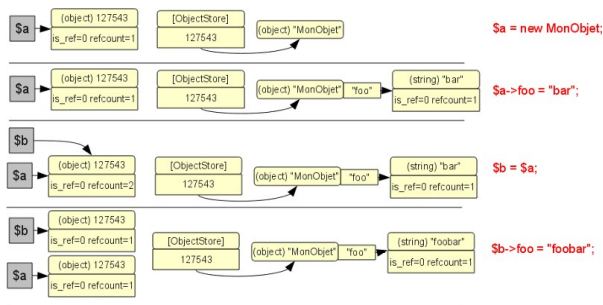 $a
(object) 127543
is_ref=0 refcount=1
[ObjectStore]
127543
(object) "MonObjet"
$a = new MonObjet;
$a
(object) 127543
is_ref=0 refcount=1
[ObjectStore]
127543
(object) "MonObjet"
"foo"
(string) "bar"
is_ref=0 refcount=1
$a->foo = "bar";
$b
$a
(object) 127543
is_ref=0 refcount=2
[ObjectStore]
127543
(object) "MonObjet"
"foo"
(string) "bar"
is_ref=0 refcount=1
$b = $a;
$b
(object) 127543
is_ref=0 refcount=1
$a
(object) 127543
is_ref=0 refcount=1
[ObjectStore]
127543
(object) "MonObjet"
"foo"
(string) "foobar"
is_ref=0 refcount=1
$b->foo = "foobar";